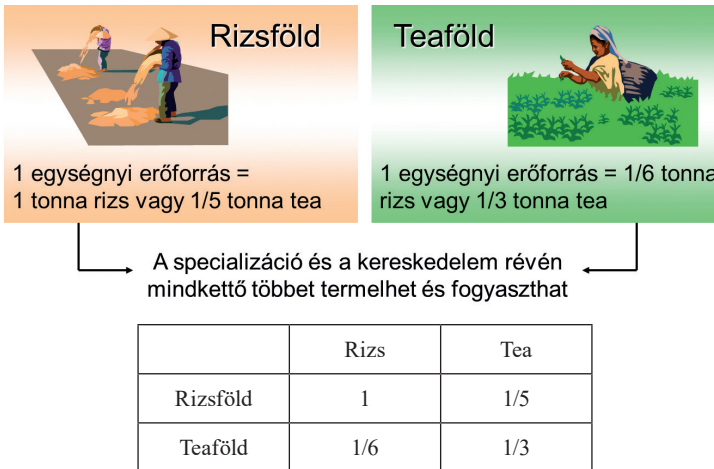 Rizsföld
1 egységnyi erőforrás =
1 tonna rizs vagy 1/5 tonna tea
Teaföld
1 egységnyi erőforrás = 1/6 tonna
rizs vagy 1/3 tonna tea
A specializáció és a kereskedelem révén
mindkettő többet termelhet és fogyaszthat
Rizs Tea
Rizsföld 1 1/5
Teaföld 1/6 1/3